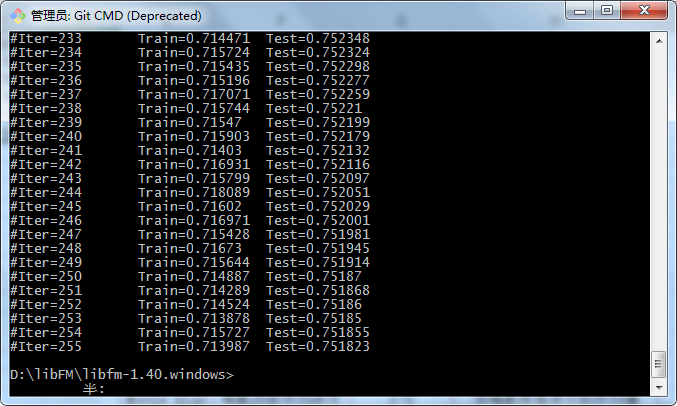 管理员: Git CMD (Deprecated)
#Iter=233 Train=0.714471 Test=0.752348
#Iter=234 Train=0.715724 Test=0.752324
#Iter=235 Train=0.715435 Test=0.752298
#Iter=236 Train=0.715196 Test=0.752277
#Iter=237 Train=0.717071 Test=0.752259
#Iter=238 Train=0.715744 Test=0.75221
#Iter=239 Train=0.71547 Test=0.752199
#Iter=240 Train=0.715903 Test=0.752179
#Iter=241 Train=0.71403 Test=0.752132
#Iter=242 Train=0.716931 Test=0.752116
#Iter=243 Train=0.715799 Test=0.752097
#Iter=244 Train=0.718089 Test=0.752051
#Iter=245 Train=0.71602 Test=0.752029
#Iter=246 Train=0.716971 Test=0.752001
#Iter=247 Train=0.715428 Test=0.751981
#Iter=248 Train=0.71673 Test=0.751945
#Iter=249 Train=0.715644 Test=0.751914
#Iter=250 Train=0.714887 Test=0.75187
#Iter=251 Train=0.714289 Test=0.751868
#Iter=252 Train=0.714524 Test=0.75186
#Iter=253 Train=0.713878 Test=0.75185
#Iter=254 Train=0.715727 Test=0.751855
#Iter=255 Train=0.713987 Test=0.751823
D:\libFM\libfm-1.40.windows>
半: